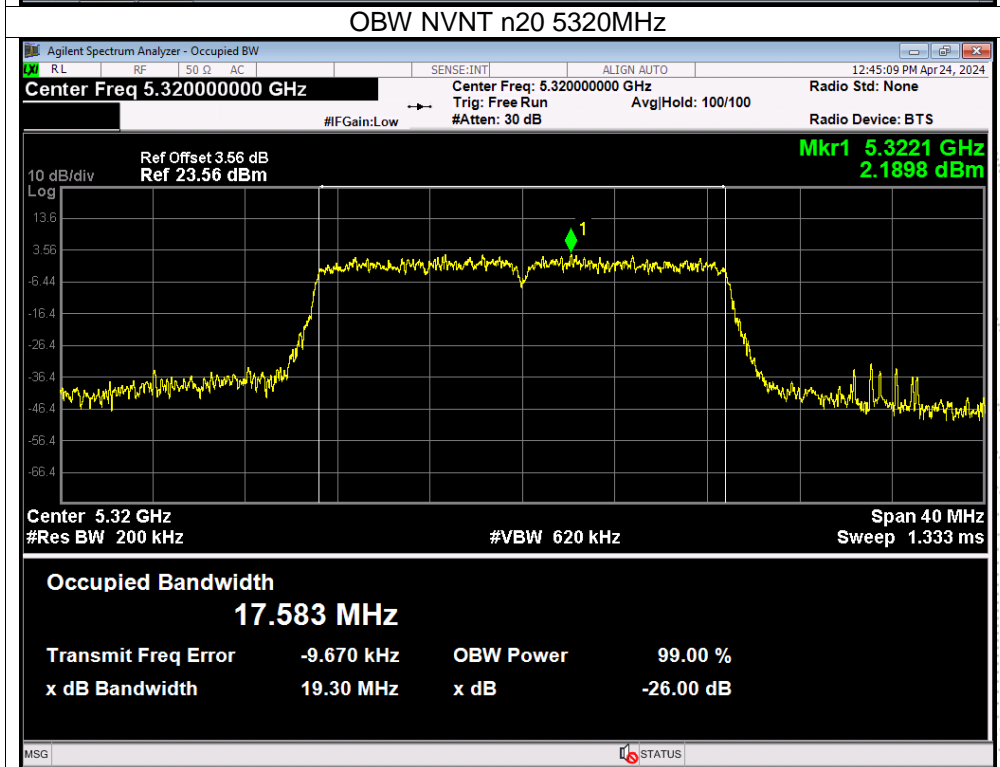 OBW NVNT n20 5320MHz
Agilent Spectrum Analyzer - Occupied BW
LXI RL RF 50 Ω AC SENSE:INT ALIGN AUTO 12:45:09 PM Apr 24, 2024
Center Freq 5.320000000 GHz Center Freq: 5.320000000 GHz Radio Std: None
Trig: Free Run Avg|Hold: 100/100
#IFGain:Low #Atten: 30 dB Radio Device: BTS
Mkr1 5.3221 GHz
2.1898 dBm
Ref Offset 3.56 dB
10 dB/div Ref 23.56 dBm
Log
13.6
1
3.56
-6.44
-16.4
-26.4
-36.4
-46.4
-56.4
-66.4
Center 5.32 GHz Span 40 MHz
#Res BW 200 kHz #VBW 620 kHz Sweep 1.333 ms
Occupied Bandwidth
17.583 MHz
Transmit Freq Error -9.670 kHz OBW Power 99.00 %
x dB Bandwidth 19.30 MHz x dB -26.00 dB
MSG STATUS